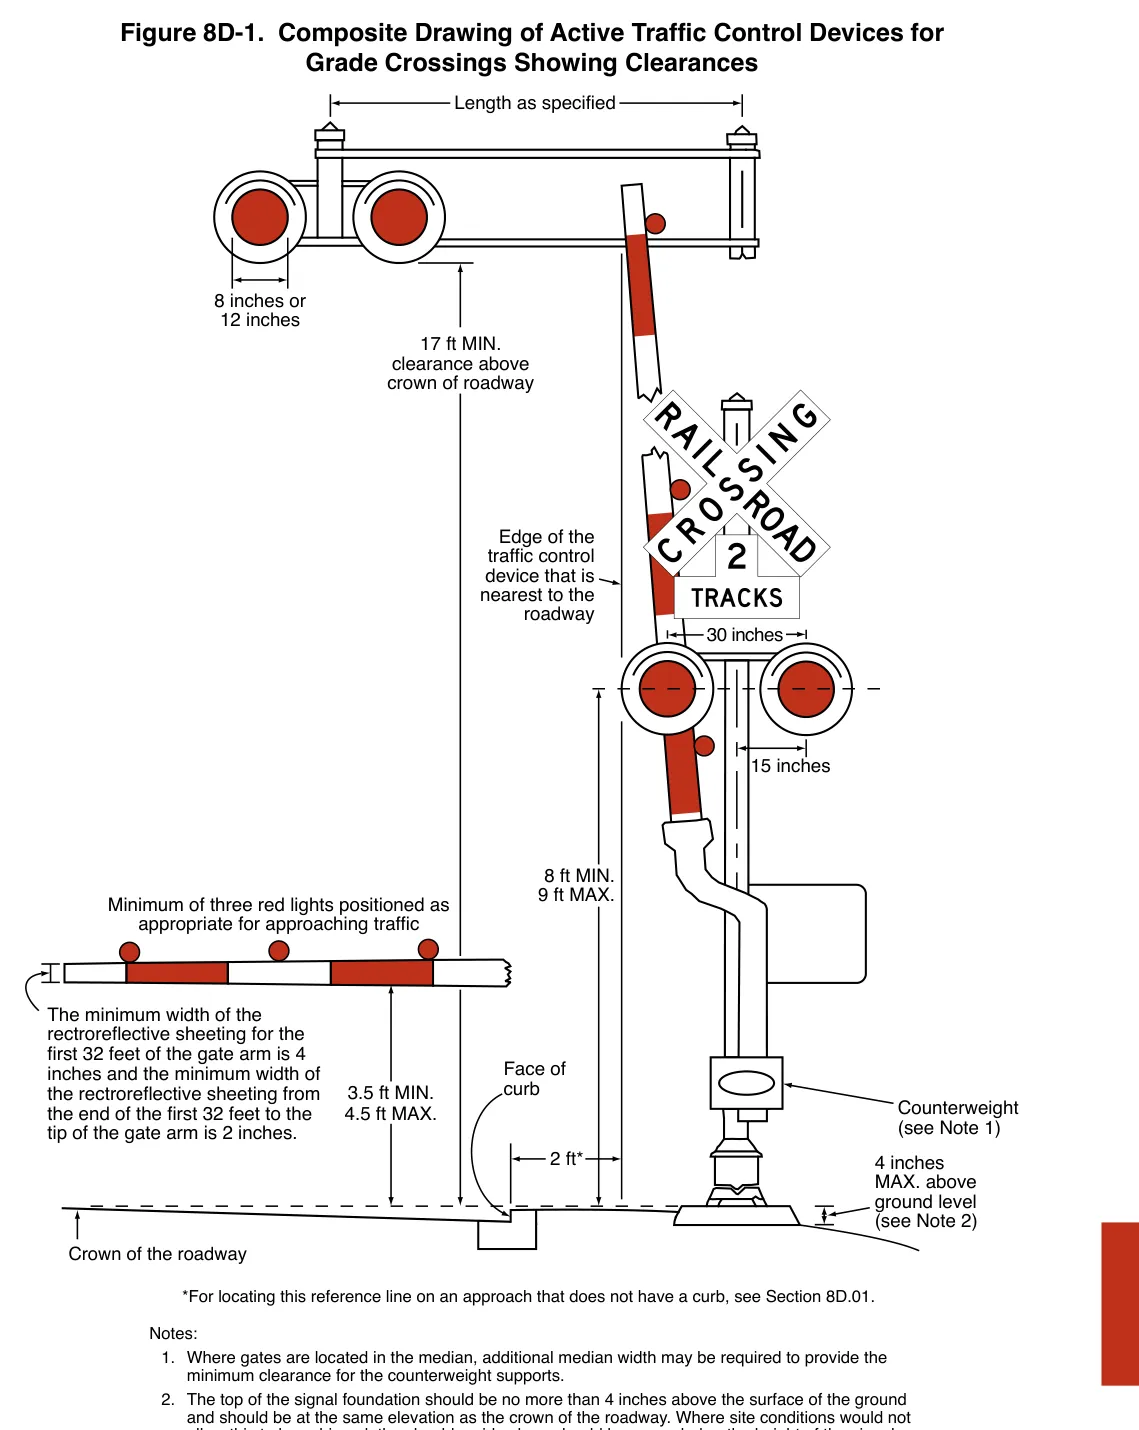 Figure 8D-1. Composite Drawing of Active Traffic Control Devices for
Grade Crossings Showing Clearances
Length as specified
8 inches or
12 inches
17 ft MIN.
clearance above
crown of roadway
RAIL ROAD
CROSSING
2
TRACKS
Edge of the
traffic control
device that is
nearest to the
roadway
30 inches
15 inches
8 ft MIN.
9 ft MAX.
Minimum of three red lights positioned as
appropriate for approaching traffic
The minimum width of the
rectroreflective sheeting for the
first 32 feet of the gate arm is 4
inches and the minimum width of
the rectroreflective sheeting from
the end of the first 32 feet to the
tip of the gate arm is 2 inches.
3.5 ft MIN.
4.5 ft MAX.
Face of
curb
2 ft*
Counterweight
(see Note 1)
4 inches
MAX. above
ground level
(see Note 2)
Crown of the roadway
*For locating this reference line on an approach that does not have a curb, see Section 8D.01.
Notes:
1. Where gates are located in the median, additional median width may be required to provide the
minimum clearance for the counterweight supports.
2. The top of the signal foundation should be no more than 4 inches above the surface of the ground
and should be at the same elevation as the crown of the roadway. Where site conditions would not